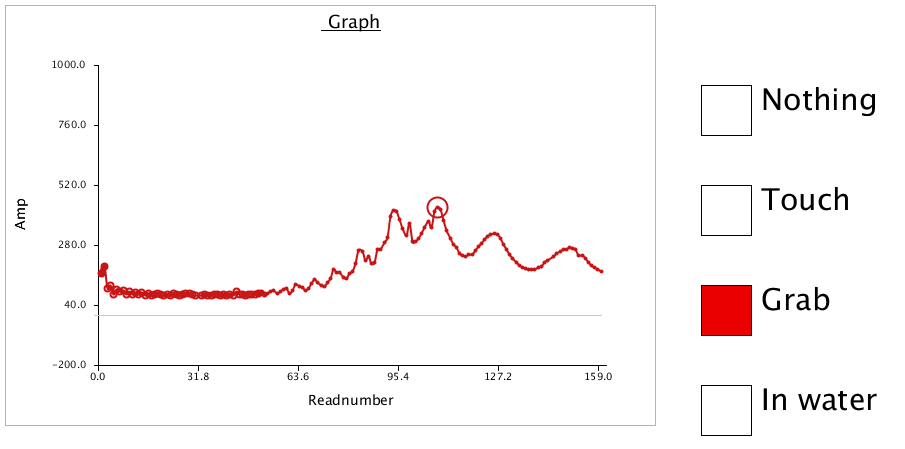 Graph
1000.0
760.0
520.0
280.0
40.0
-200.0
Amp
0.0 31.8 63.6 95.4 127.2 159.0
Readnumber
Nothing
Touch
Grab
In water